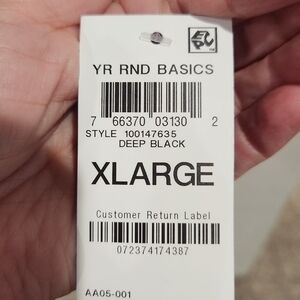 YR RND BASICS
7 66370 03130 2
STYLE 100147635
DEEP BLACK
XLARGE
Customer Return Label
072374174387
AA05-001